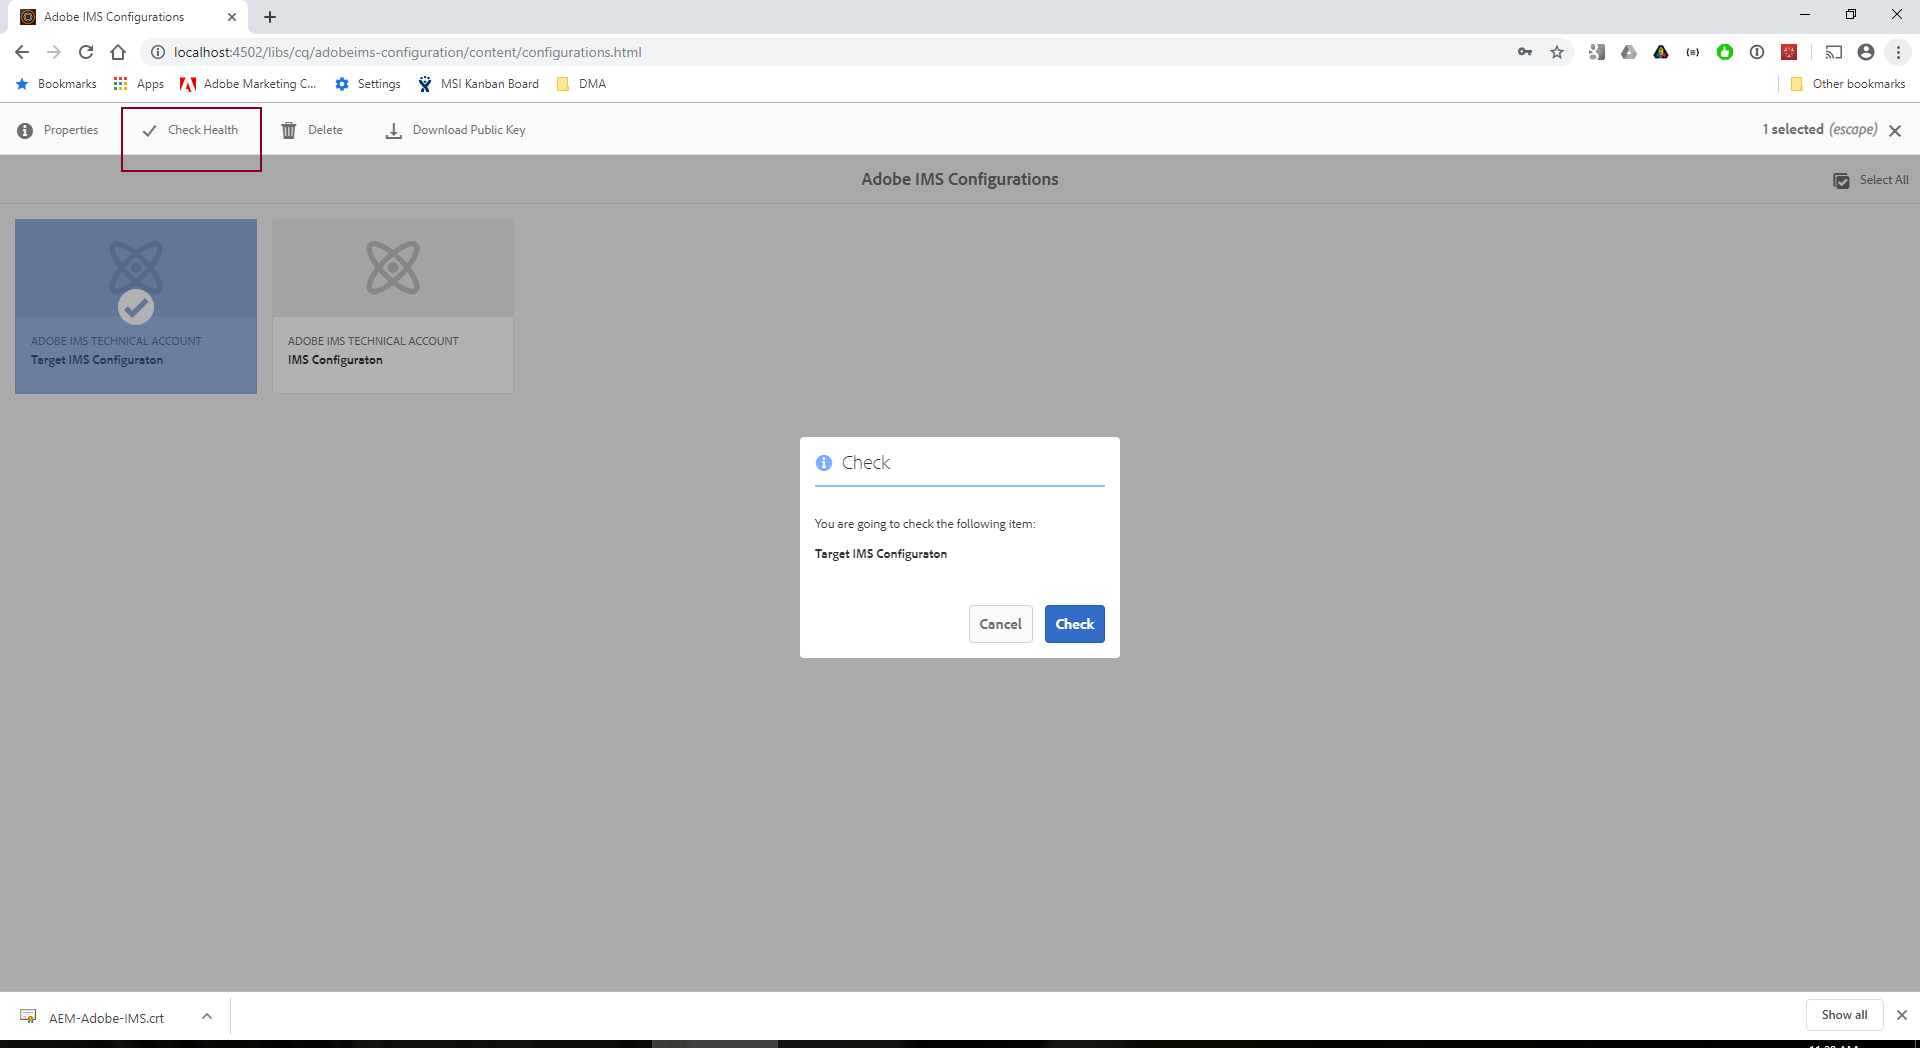 Adobe IMS Configurations
localhost:4502/libs/cq/adobeims-configuration/content/configurations.html
Bookmarks Apps Adobe Marketing C... Settings MSI Kanban Board DMA Other bookmarks
Properties Check Health Delete Download Public Key 1 selected (escape)
Adobe IMS Configurations Select All
ADOBE IMS TECHNICAL ACCOUNT
Target IMS Configuraton
ADOBE IMS TECHNICAL ACCOUNT
IMS Configuraton
Check
You are going to check the following item:
Target IMS Configuraton
Cancel Check
AEM-Adobe-IMS.crt Show all